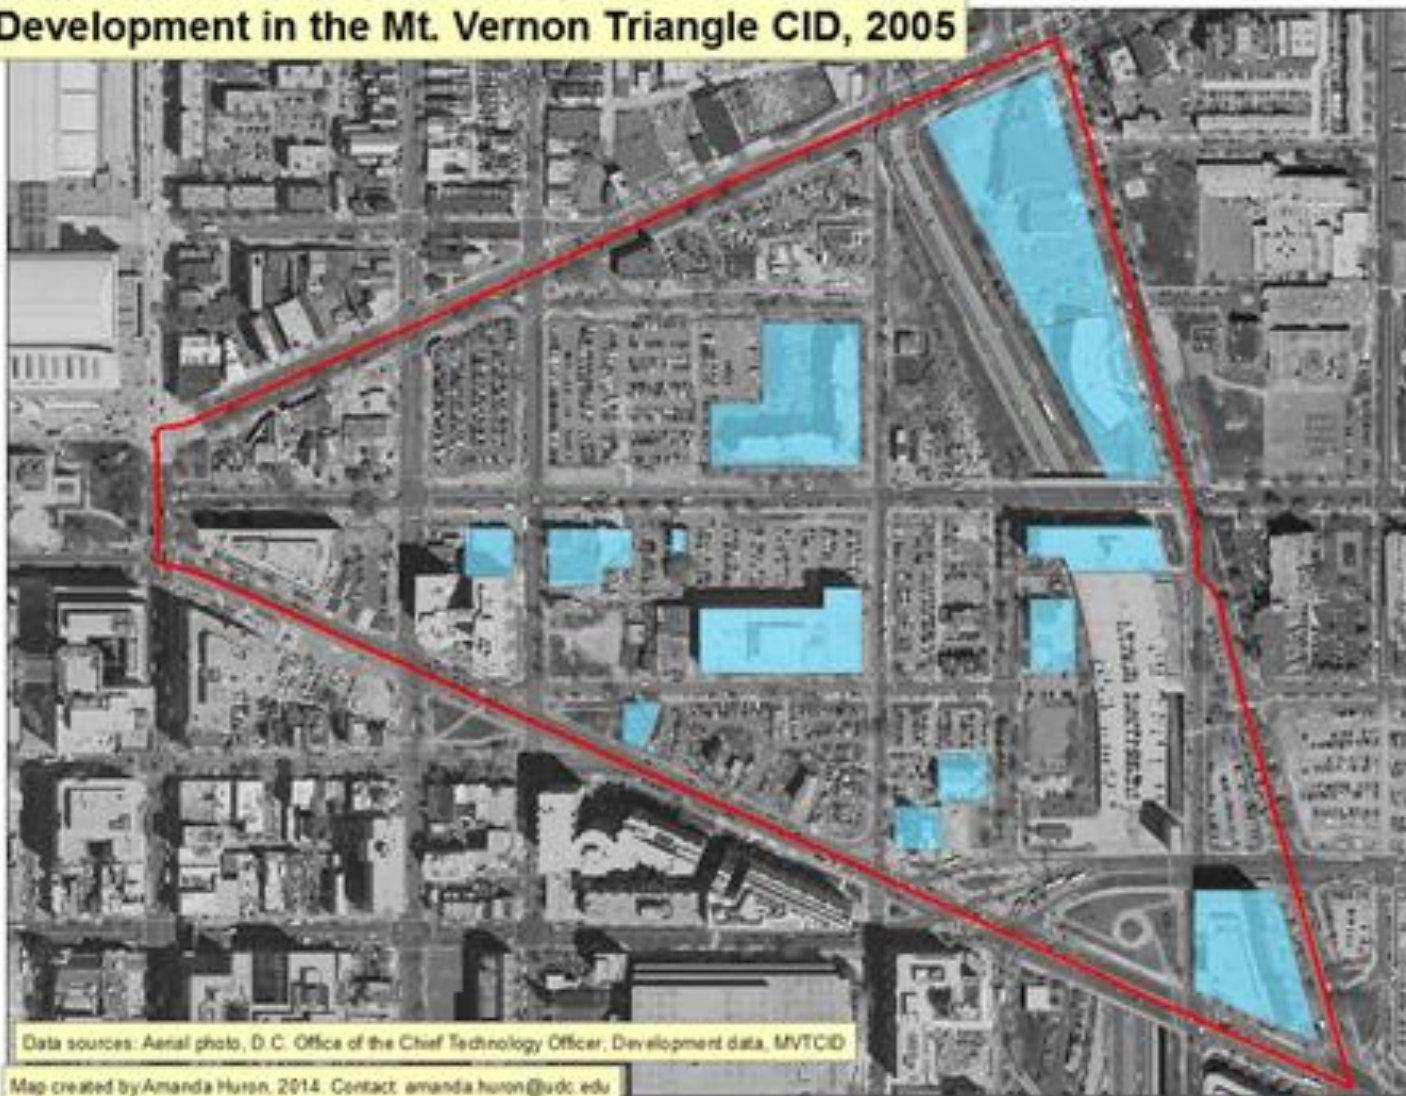 Development in the Mt. Vernon Triangle CID, 2005
Data sources: Aerial photo, D.C. Office of the Chief Technology Officer; Development data, MVTCID
Map created by Amanda Huron, 2014. Contact: amanda.huron@udc.edu